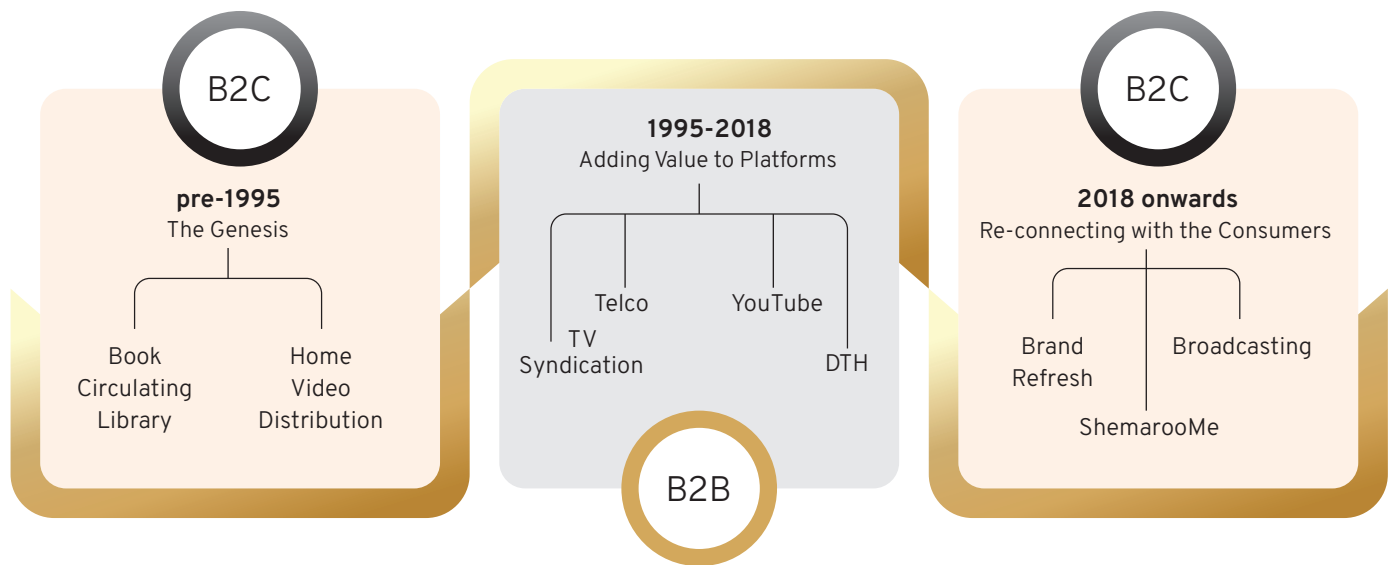 B2C
pre-1995
The Genesis
Book
Circulating
Library
Home
Video
Distribution
1995-2018
Adding Value to Platforms
TV
Syndication
Telco
YouTube
DTH
B2B
B2C
2018 onwards
Re-connecting with the Consumers
Brand
Refresh
ShemarooMe
Broadcasting